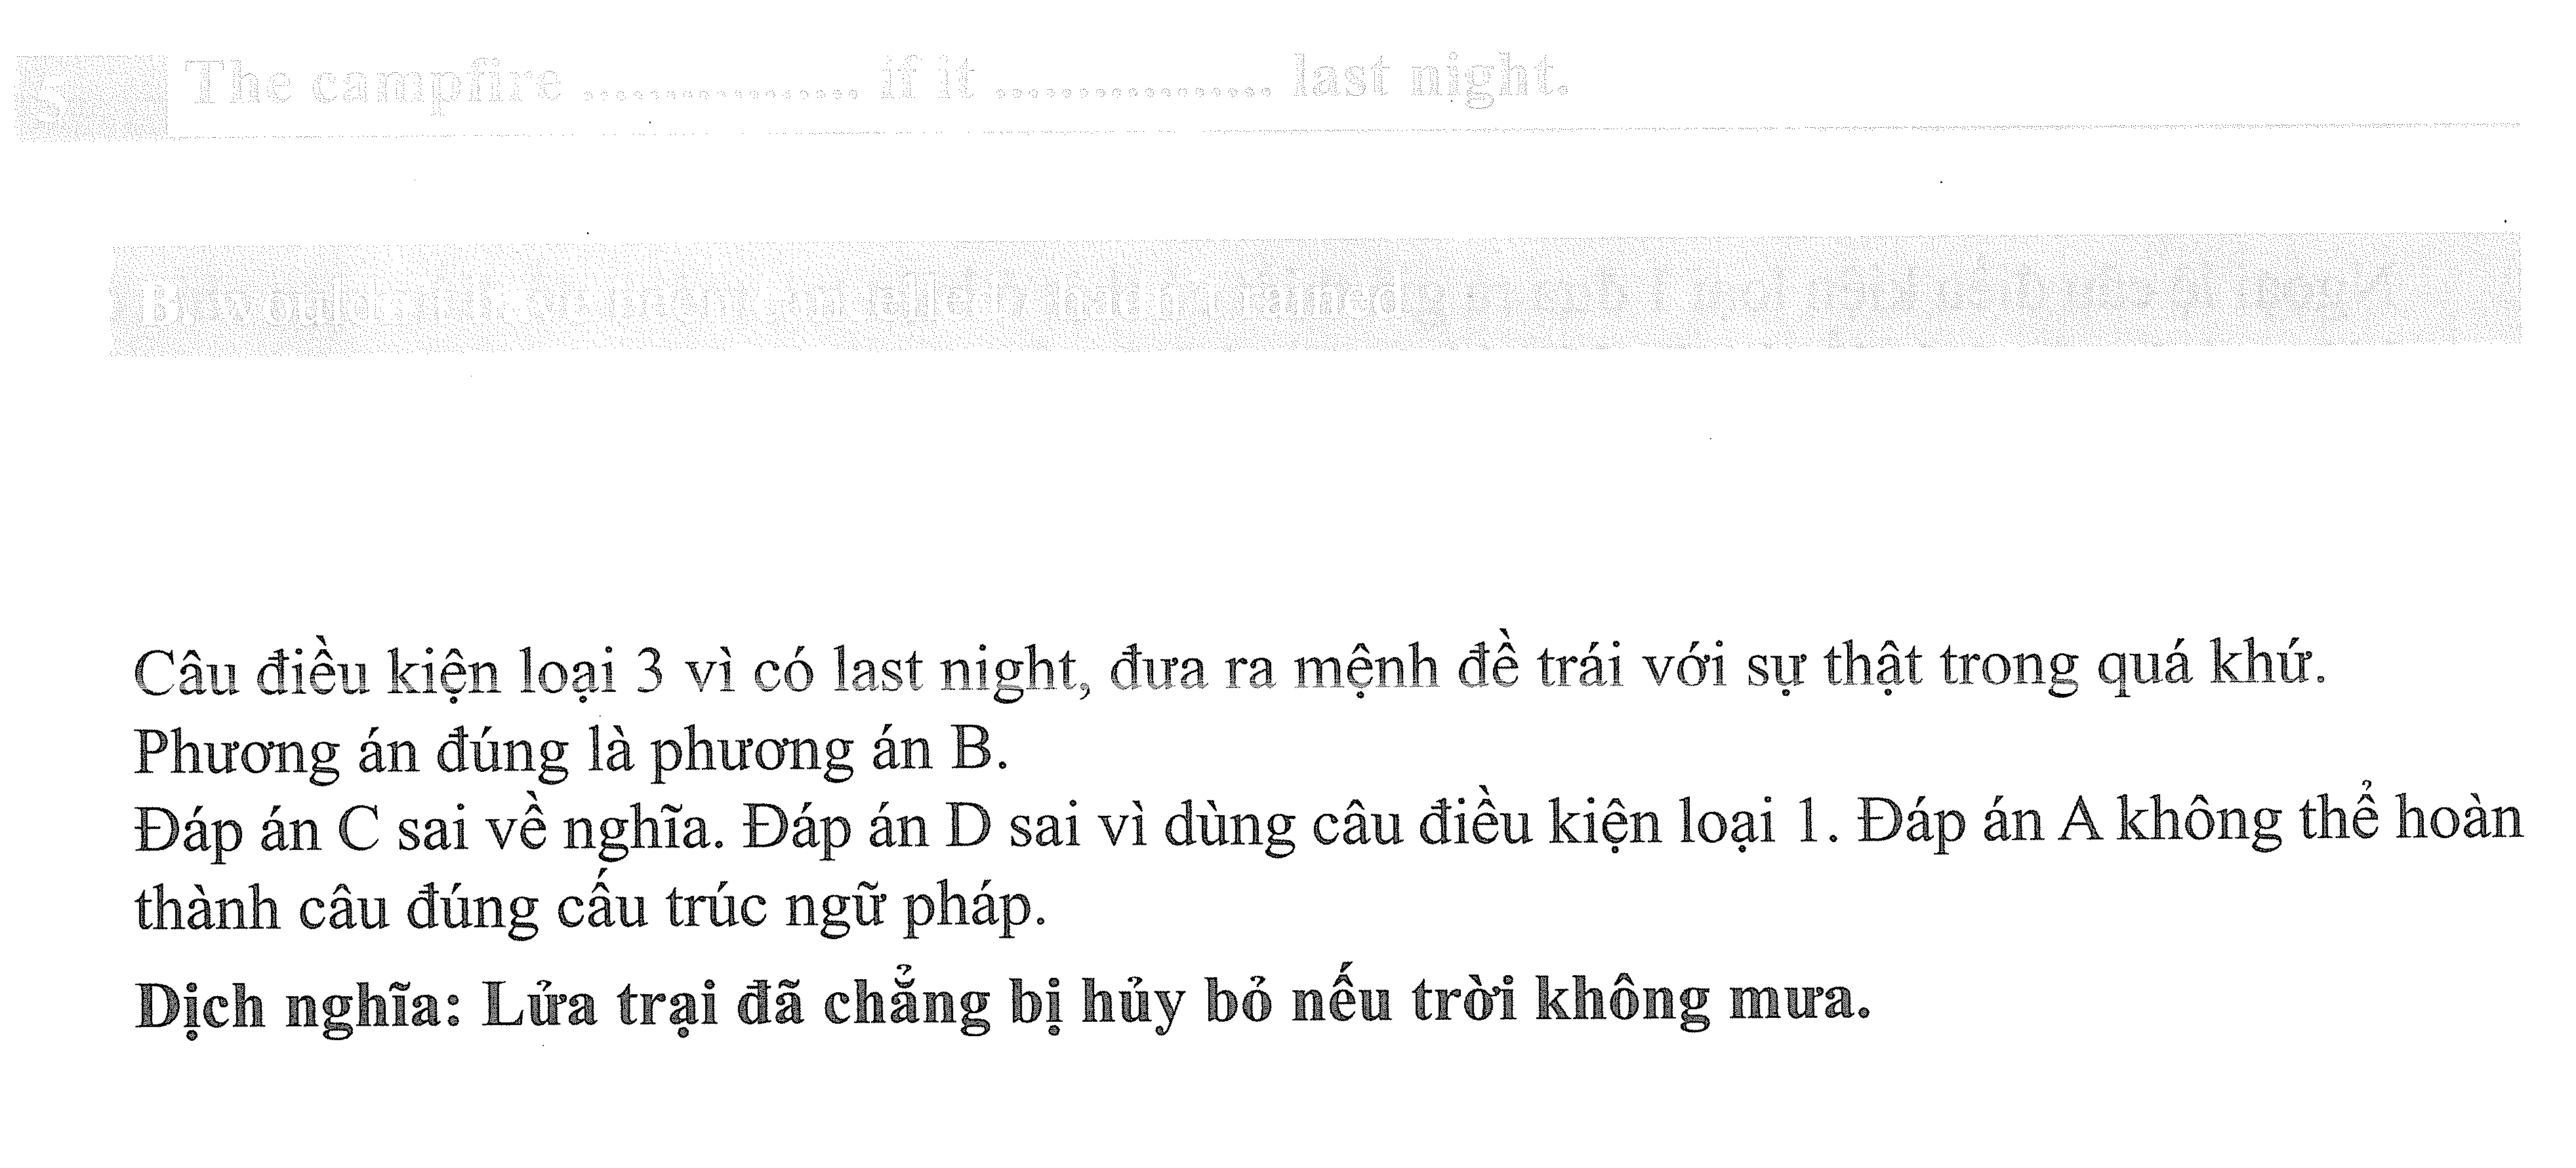 5 The campfire ................. if it ................. last night.
B. wouldn't have been cancelled / hadn't rained
Câu điều kiện loại 3 vì có last night, đưa ra mệnh đề trái với sự thật trong quá khứ.
Phương án đúng là phương án B.
Đáp án C sai về nghĩa. Đáp án D sai vì dùng câu điều kiện loại 1. Đáp án A không thể hoàn
thành câu đúng cấu trúc ngữ pháp.
Dịch nghĩa: Lửa trại đã chẳng bị hủy bỏ nếu trời không mưa.